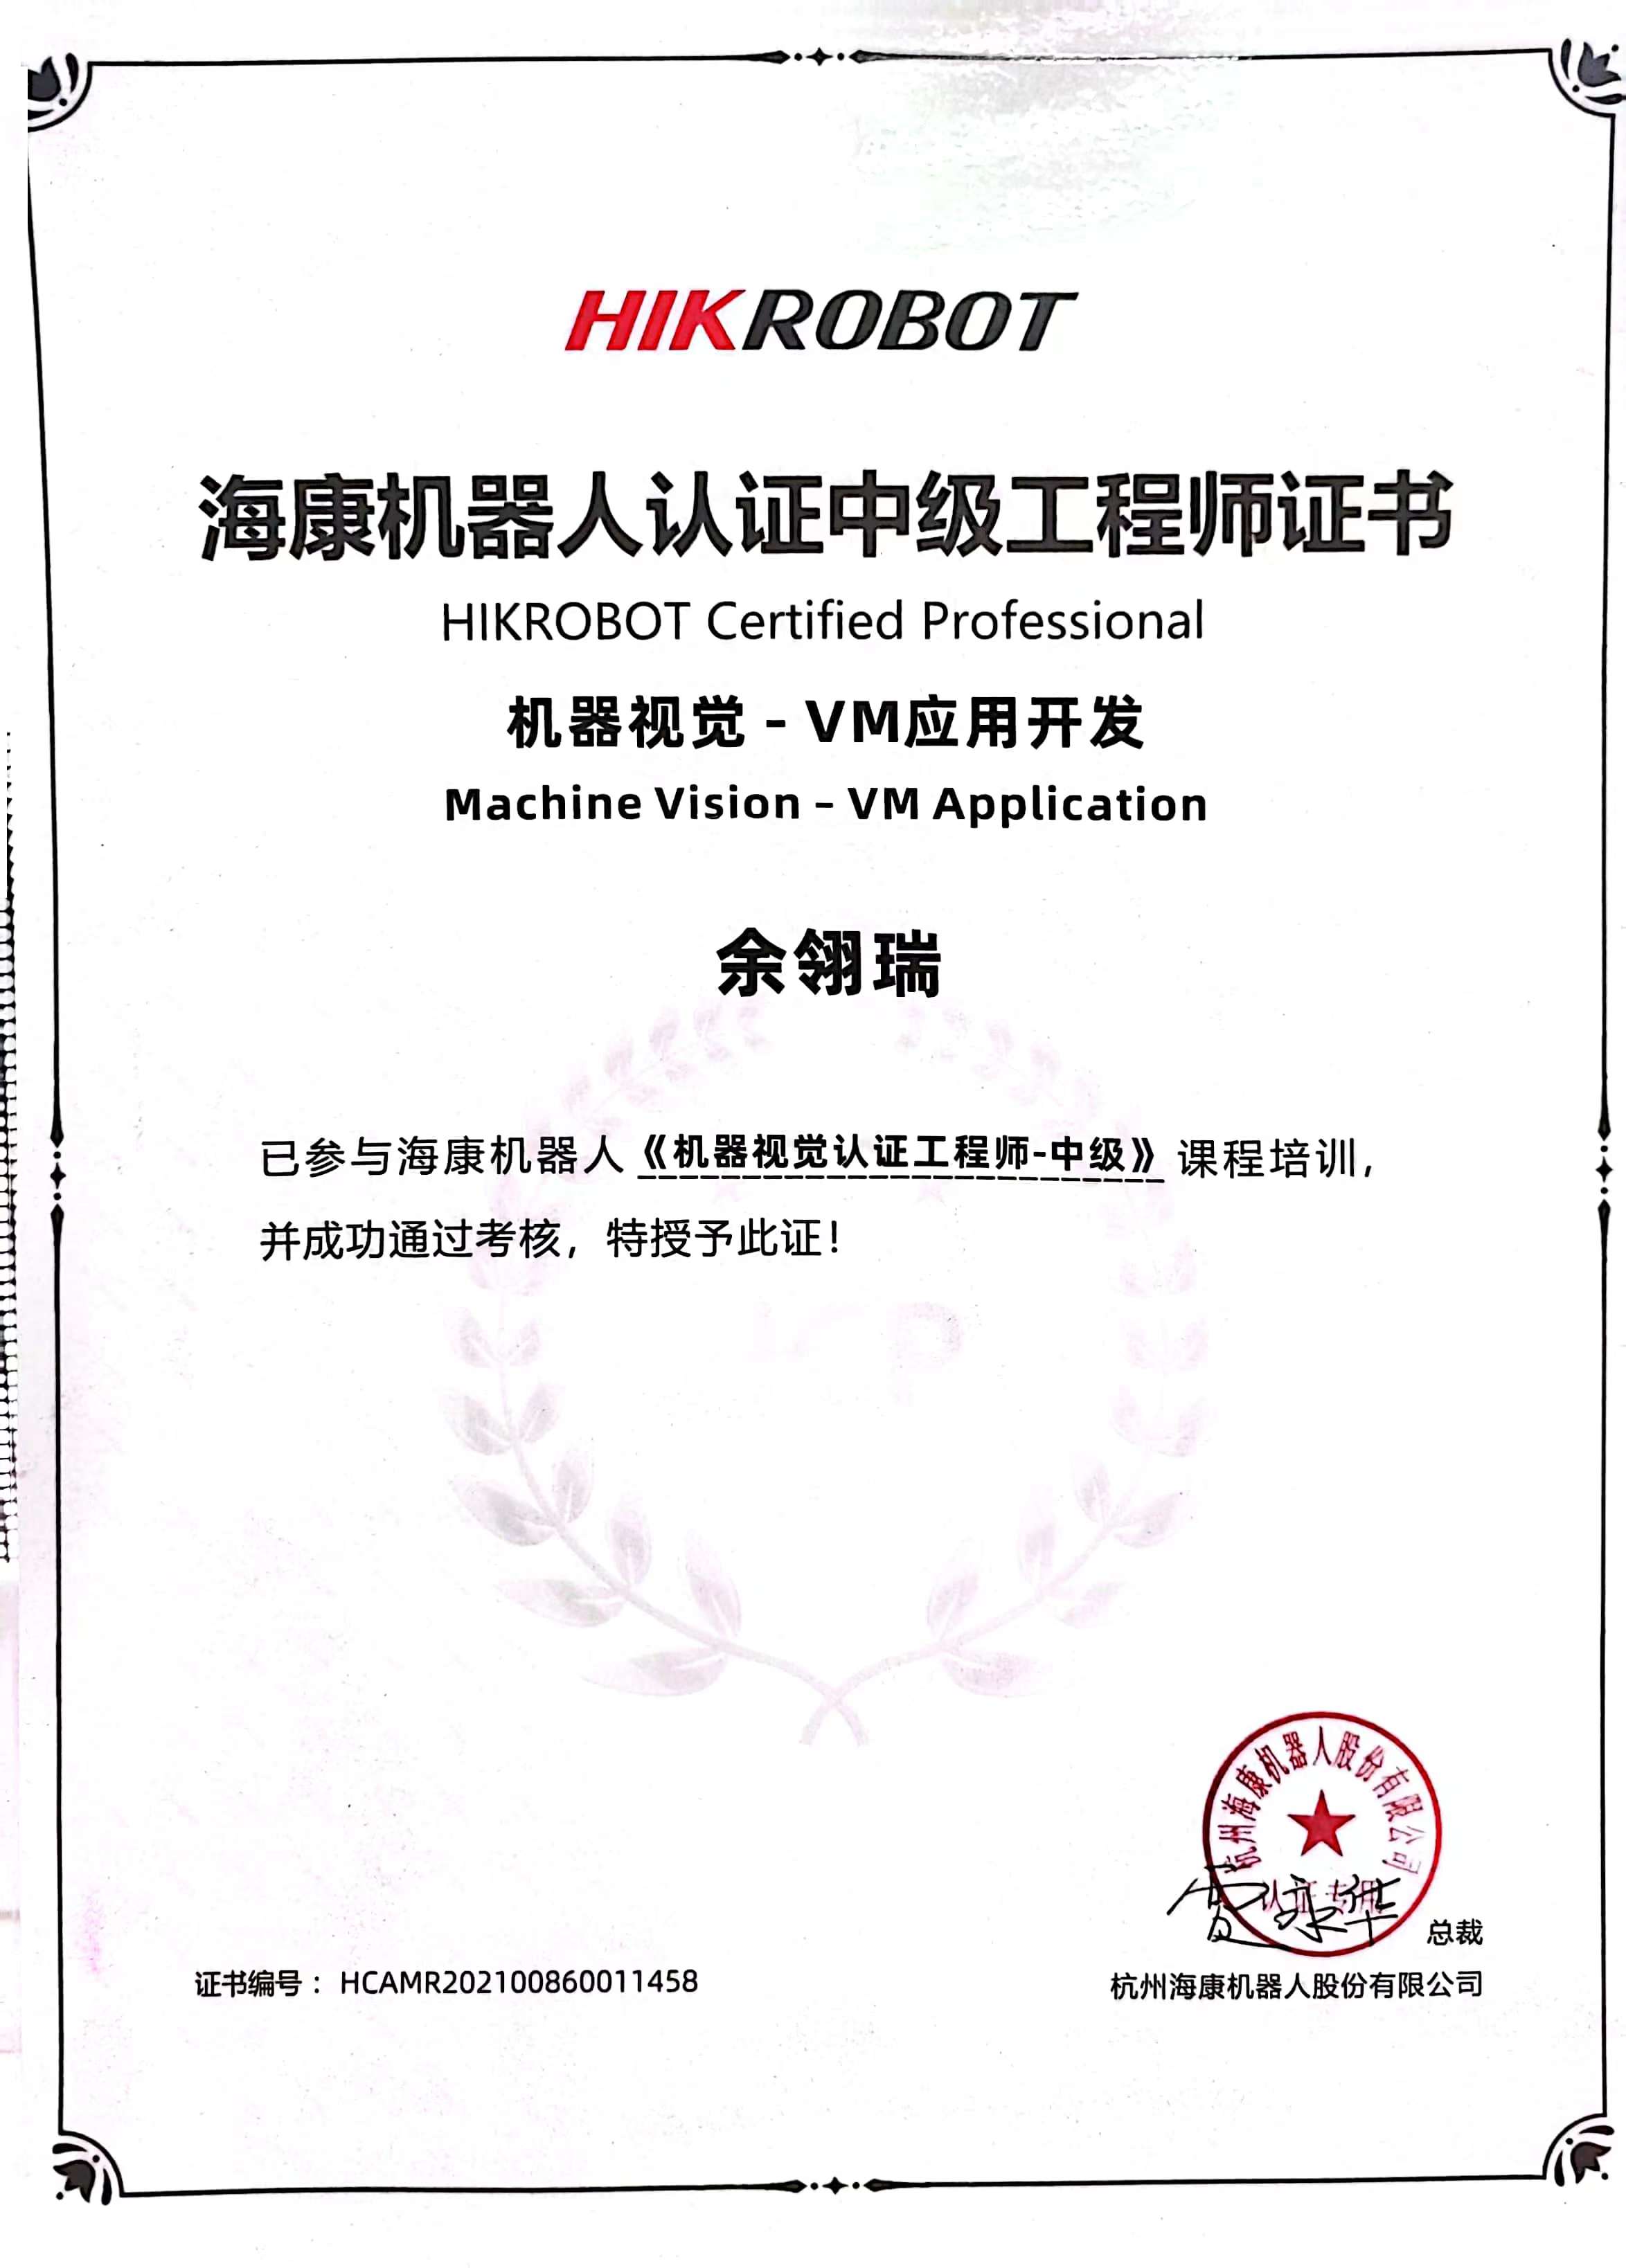 HIKROBOT
海康机器人认证中级工程师证书
HIKROBOT Certified Professional
机器视觉 - VM应用开发
Machine Vision – VM Application
余翎瑞
已参与海康机器人《机器视觉认证工程师-中级》课程培训，
并成功通过考核，特授予此证！
杭州海康机器人股份有限公司
认证专用
总裁
证书编号： HCAMR202100860011458
杭州海康机器人股份有限公司